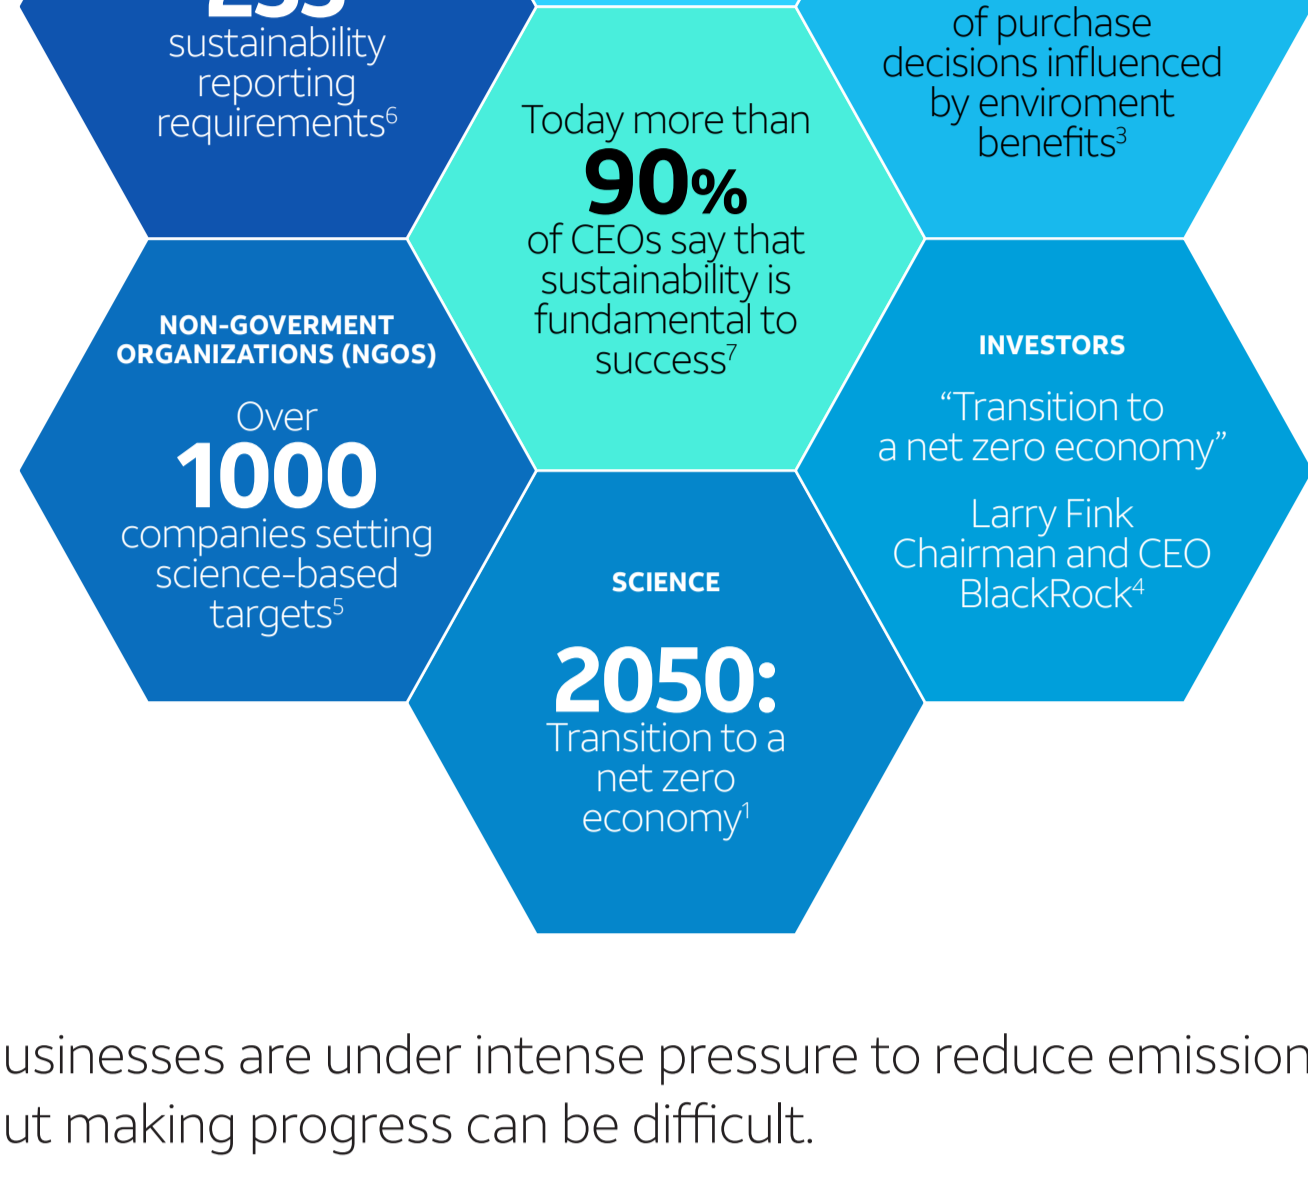 sustainability
reporting
requirements⁶
of purchase
decisions influenced
by enviroment
benefits³
Today more than
90%
of CEOs say that
sustainability is
fundamental to
success⁷
NON-GOVERMENT
ORGANIZATIONS (NGOS)
Over
1000
companies setting
science-based
targets⁵
INVESTORS
“Transition to
a net zero economy”
Larry Fink
Chairman and CEO
BlackRock⁴
SCIENCE
2050:
Transition to a
net zero
economy¹
usinesses are under intense pressure to reduce emission
ut making progress can be difficult.